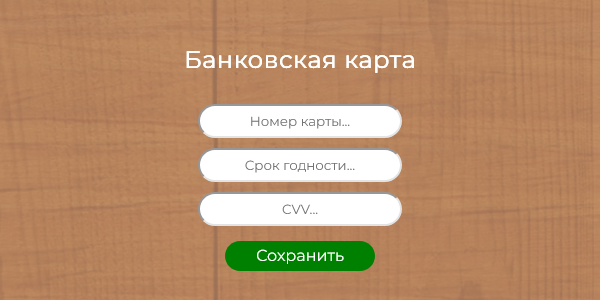 Банковская карта
Номер карты...
Срок годности...
CVV...
Сохранить